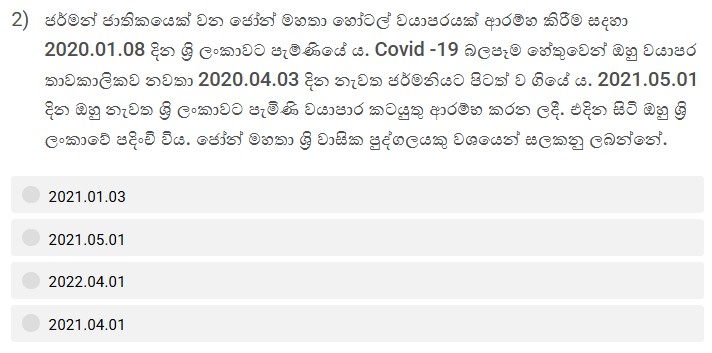 2) ජර්මන් ජාතිකයෙක් වන ජෝන් මහතා හෝටල් ව්‍යාපරයක් ආරම්භ කිරීම සදහා
2020.01.08 දින ශ්‍රි ලංකාවට පැමිණියේ ය. Covid -19 බලපෑම හේතුවෙන් ඔහු ව්‍යාපර
තාවකාලිකව නවතා 2020.04.03 දින නැවත ජර්මනියට පිටත් ව ගියේ ය. 2021.05.01
දින ඔහු නැවත ශ්‍රි ලංකාවට පැමිණි ව්‍යාපාර කටයුතු ආරම්භ කරන ලදී. එදින සිටි ඔහු ශ්‍රි
ලංකාවේ පදිංචි විය. ජෝන් මහතා ශ්‍රි වාසික පුද්ගලයකු වශයෙන් සලකනු ලබන්නේ.
2021.01.03
2021.05.01
2022.04.01
2021.04.01